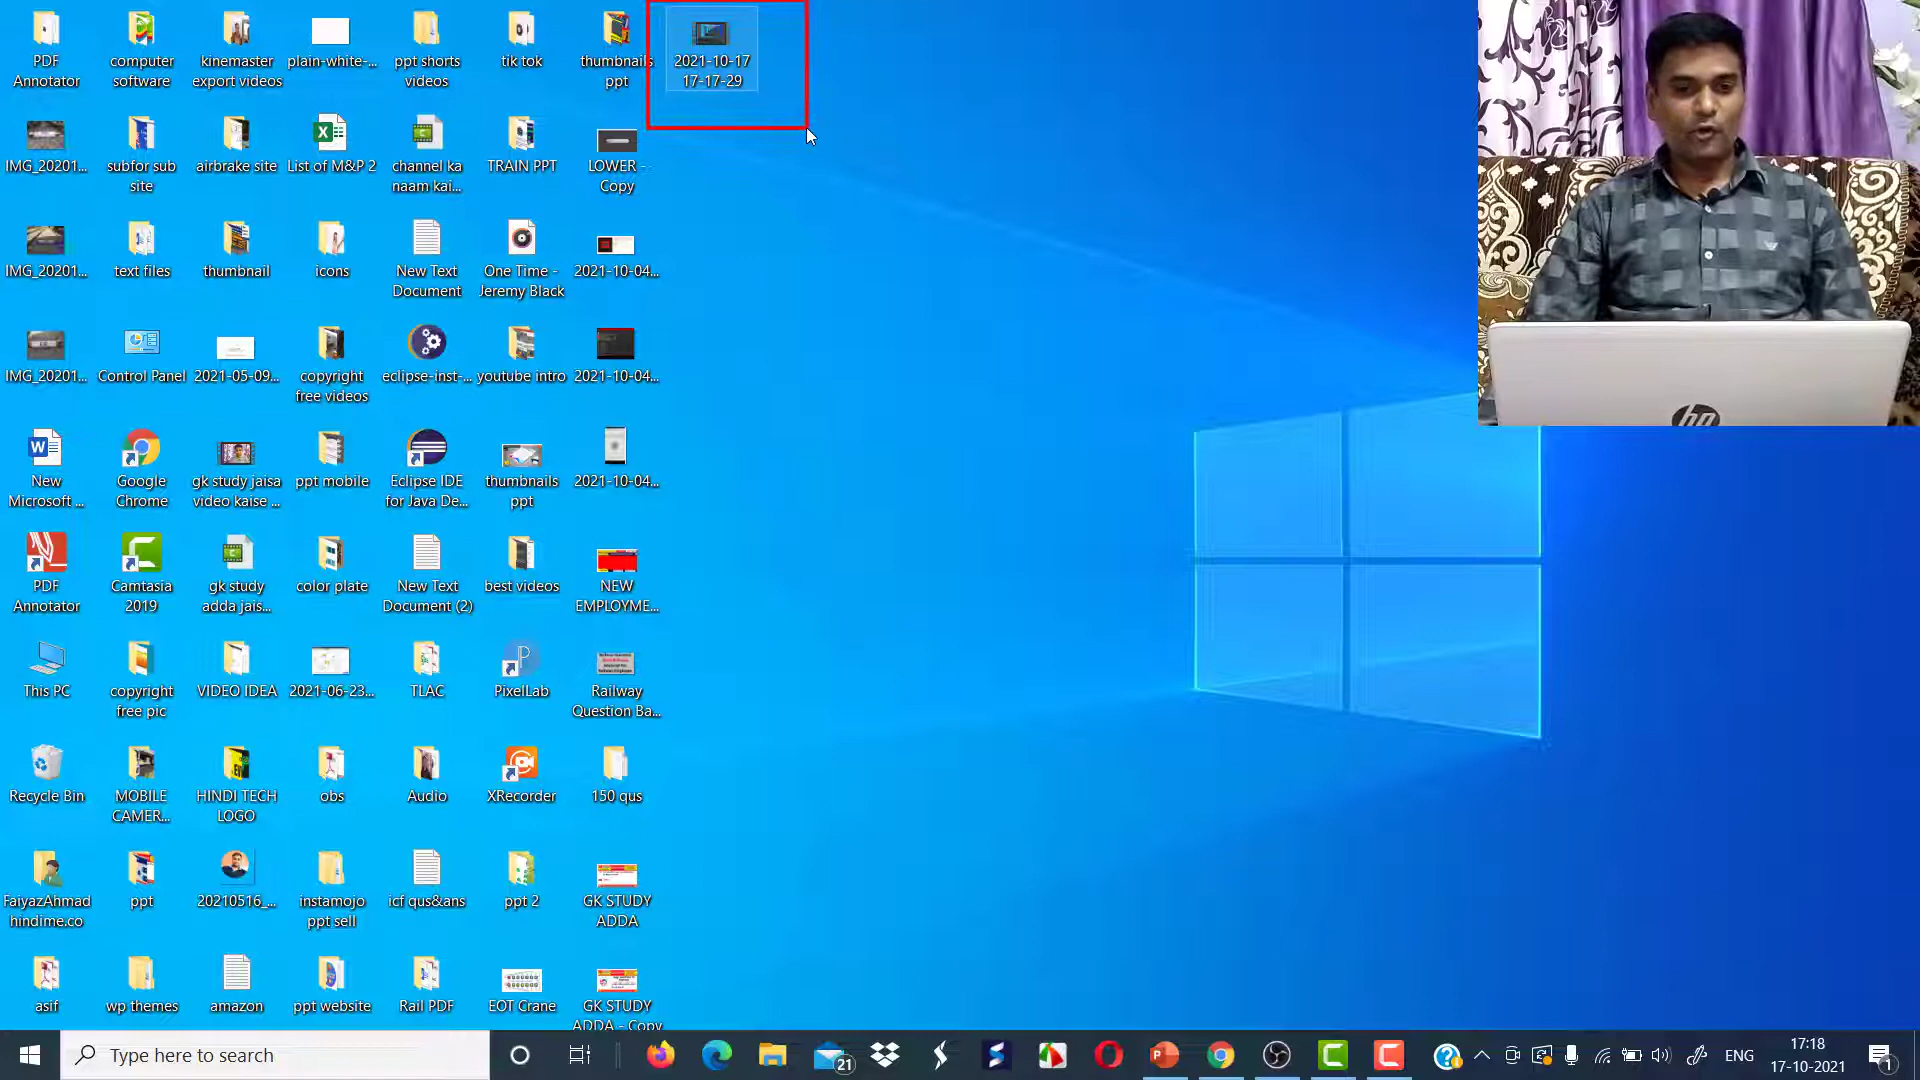 PDF
Annotator
computer
software
kinemaster
export videos
plain-white-...
ppt shorts
videos
tik tok
thumbnails
ppt
2021-10-17
17-17-29
IMG_20201...
subfor sub
site
airbrake site
List of M&P 2
channel ka
naam kai...
TRAIN PPT
LOWER -
Copy
IMG_20201...
text files
thumbnail
icons
New Text
Document
One Time -
Jeremy Black
2021-10-04...
IMG_20201...
Control Panel
2021-05-09...
copyright
free videos
eclipse-inst-...
youtube intro
2021-10-04...
New
Microsoft ...
Google
Chrome
gk study jaisa
video kaise ...
ppt mobile
Eclipse IDE
for Java De...
thumbnails
ppt
2021-10-04...
PDF
Annotator
Camtasia
2019
gk study
adda jais...
color plate
New Text
Document (2)
best videos
NEW
EMPLOYME...
This PC
copyright
free pic
VIDEO IDEA
2021-06-23...
TLAC
PixelLab
Railway
Question Ba...
Recycle Bin
MOBILE
CAMER...
HINDI TECH
LOGO
obs
Audio
XRecorder
150 qus
FaiyazAhmad
hindime.co
ppt
20210516_...
instamojo
ppt sell
icf qus&ans
ppt 2
GK STUDY
ADDA
asif
wp themes
amazon
ppt website
Rail PDF
EOT Crane
GK STUDY
ADDA - Copy
hp
Type here to search
21
ENG
17:18
17-10-2021
1